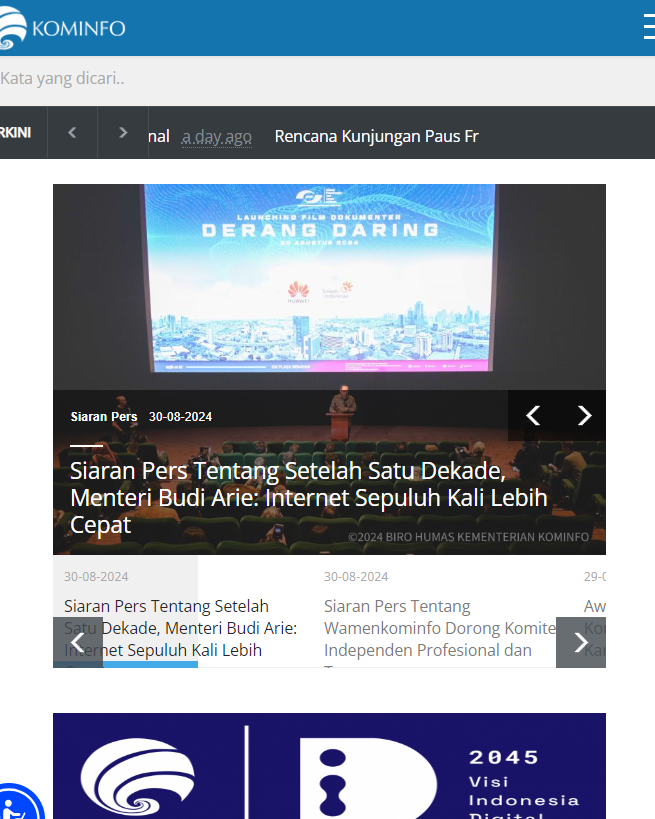 KOMINFO
Kata yang dicari..
RKINI
nal a day ago Rencana Kunjungan Paus Fr
LAUNCHING FILM DOKUMENTER
DERANG DARING
30 AGUSTUS 2024
HUAWEI
Siaran Pers 30-08-2024
Siaran Pers Tentang Setelah Satu Dekade,
Menteri Budi Arie: Internet Sepuluh Kali Lebih
Cepat
©2024 BIRO HUMAS KEMENTERIAN KOMINFO
30-08-2024
Siaran Pers Tentang Setelah
Satu Dekade, Menteri Budi Arie:
Internet Sepuluh Kali Lebih
30-08-2024
Siaran Pers Tentang
Wamenkominfo Dorong Komite
Independen Profesional dan
29-0
Aw
Ko
Ka
2045
Visi
Indonesia
Digital